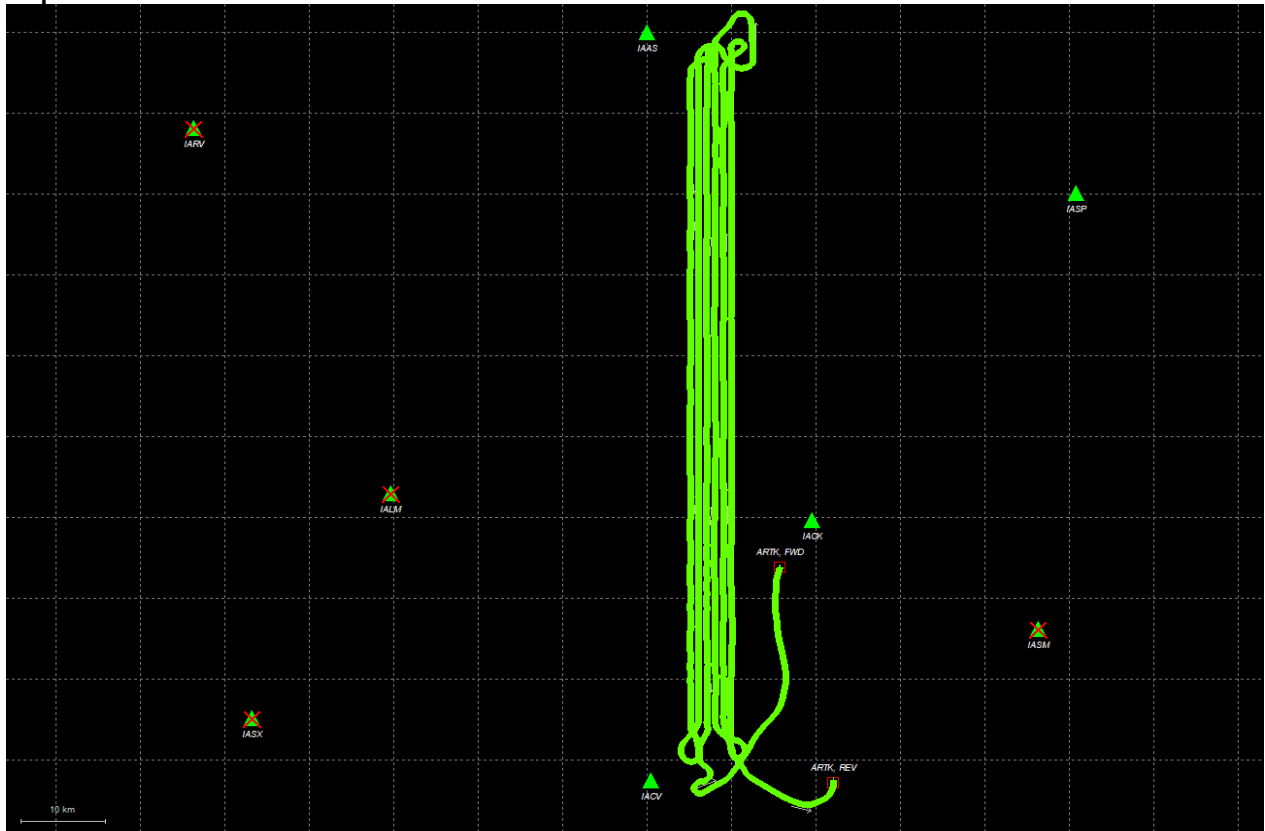 IAAS
IARV
IASP
IALM
IACK
ARTK, FWD
IASM
IASX
ARTK, REV
IACV
10 km